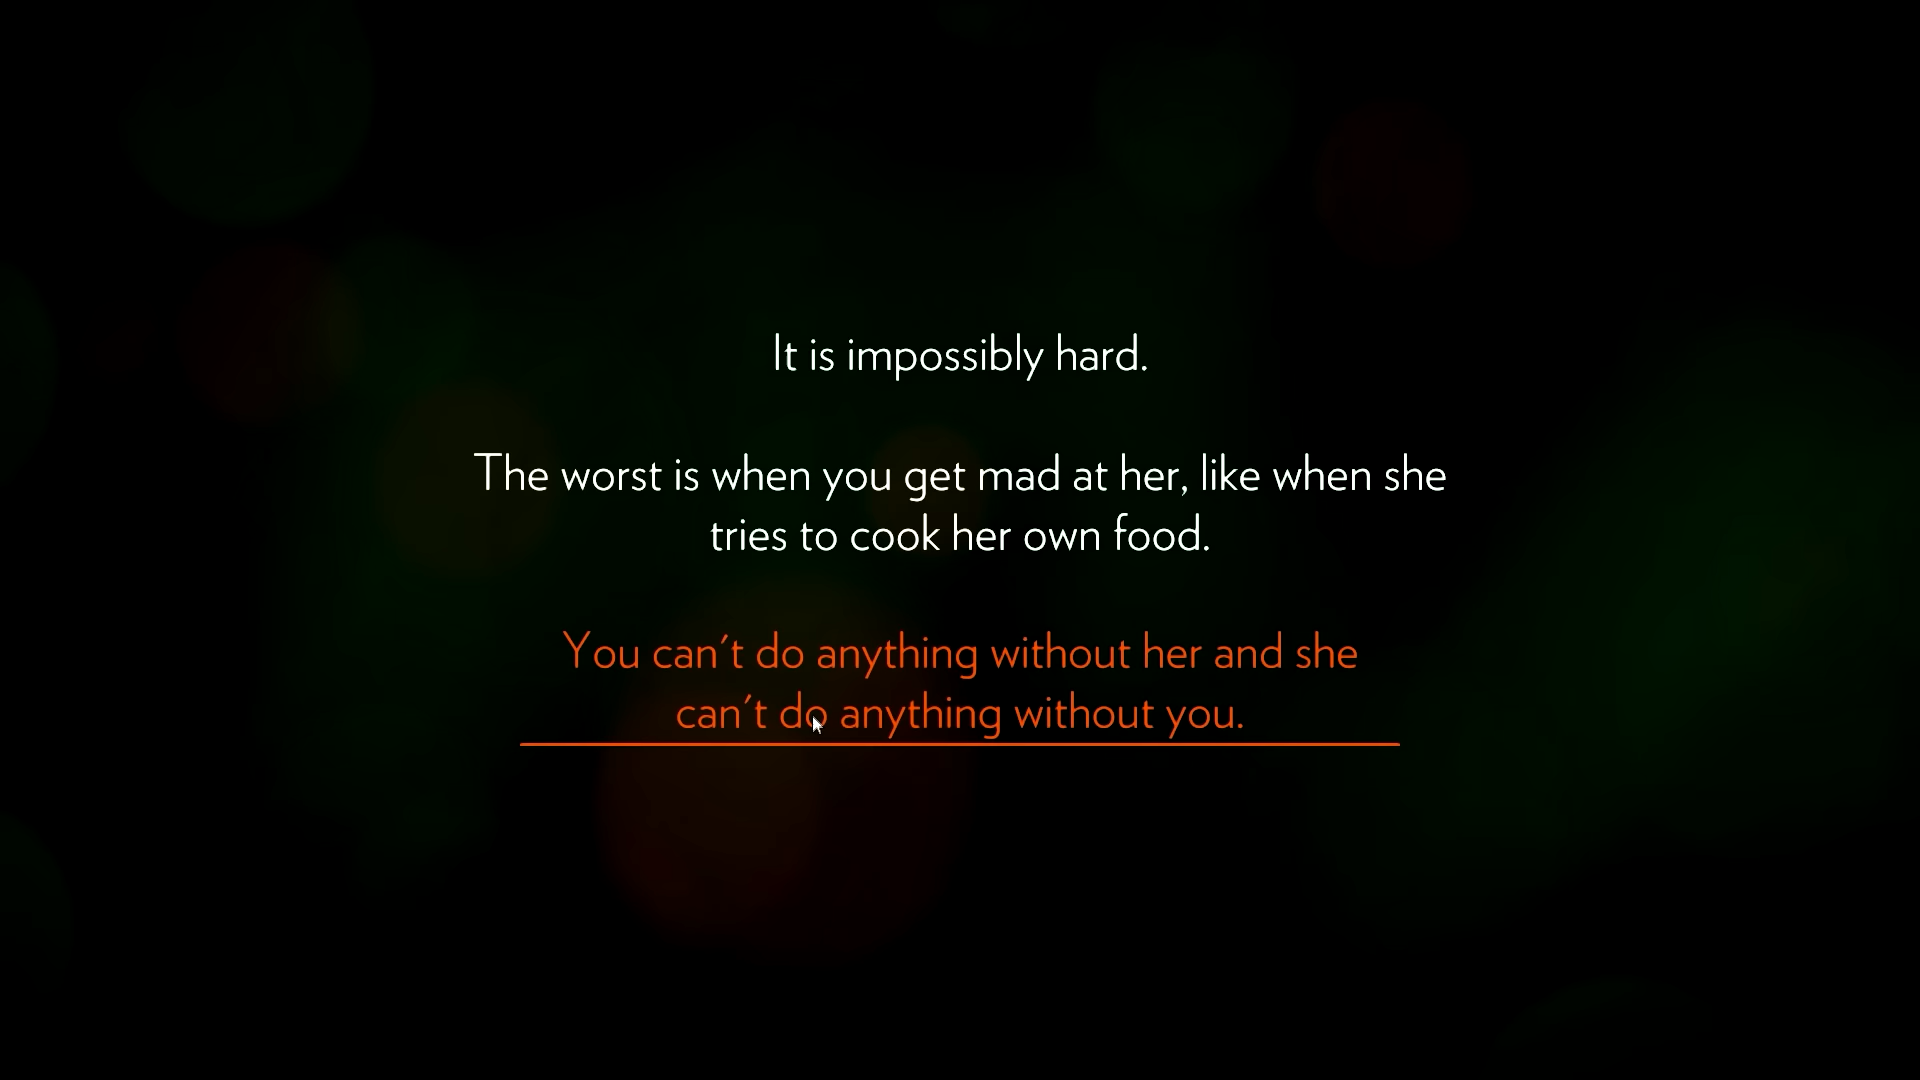 It is impossibly hard.
The worst is when you get mad at her, like when she
tries to cook her own food.
You can't do anything without her and she
can't do anything without you.